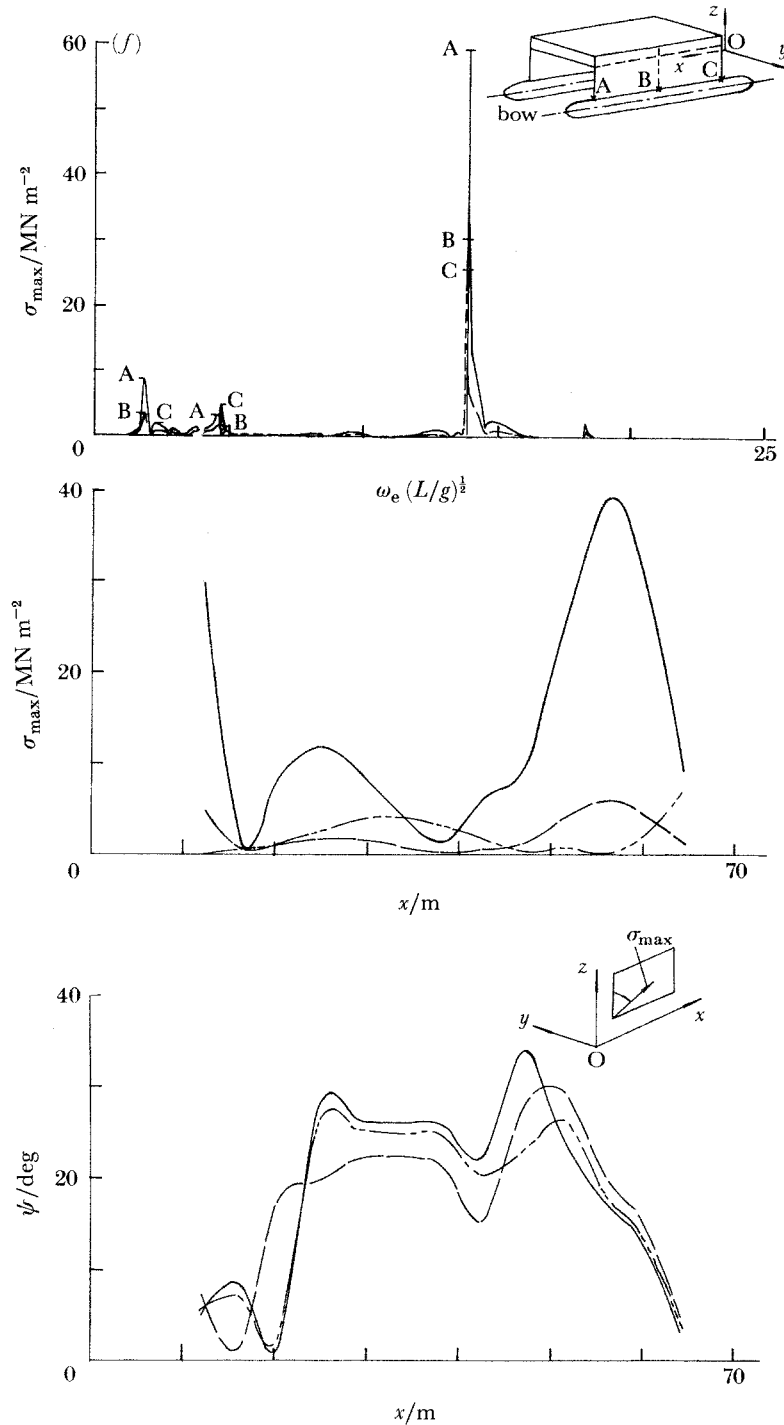 60 (f)
40
20
0
25
σmax/MN m⁻²
A
B
C
A
B
C
A
C
B
z
O
y
x
A
B
C
bow
ωe (L/g)½
40
20
0
70
σmax/MN m⁻²
x/m
σmax
z
y
x
O
40
20
0
70
ψ/deg
x/m